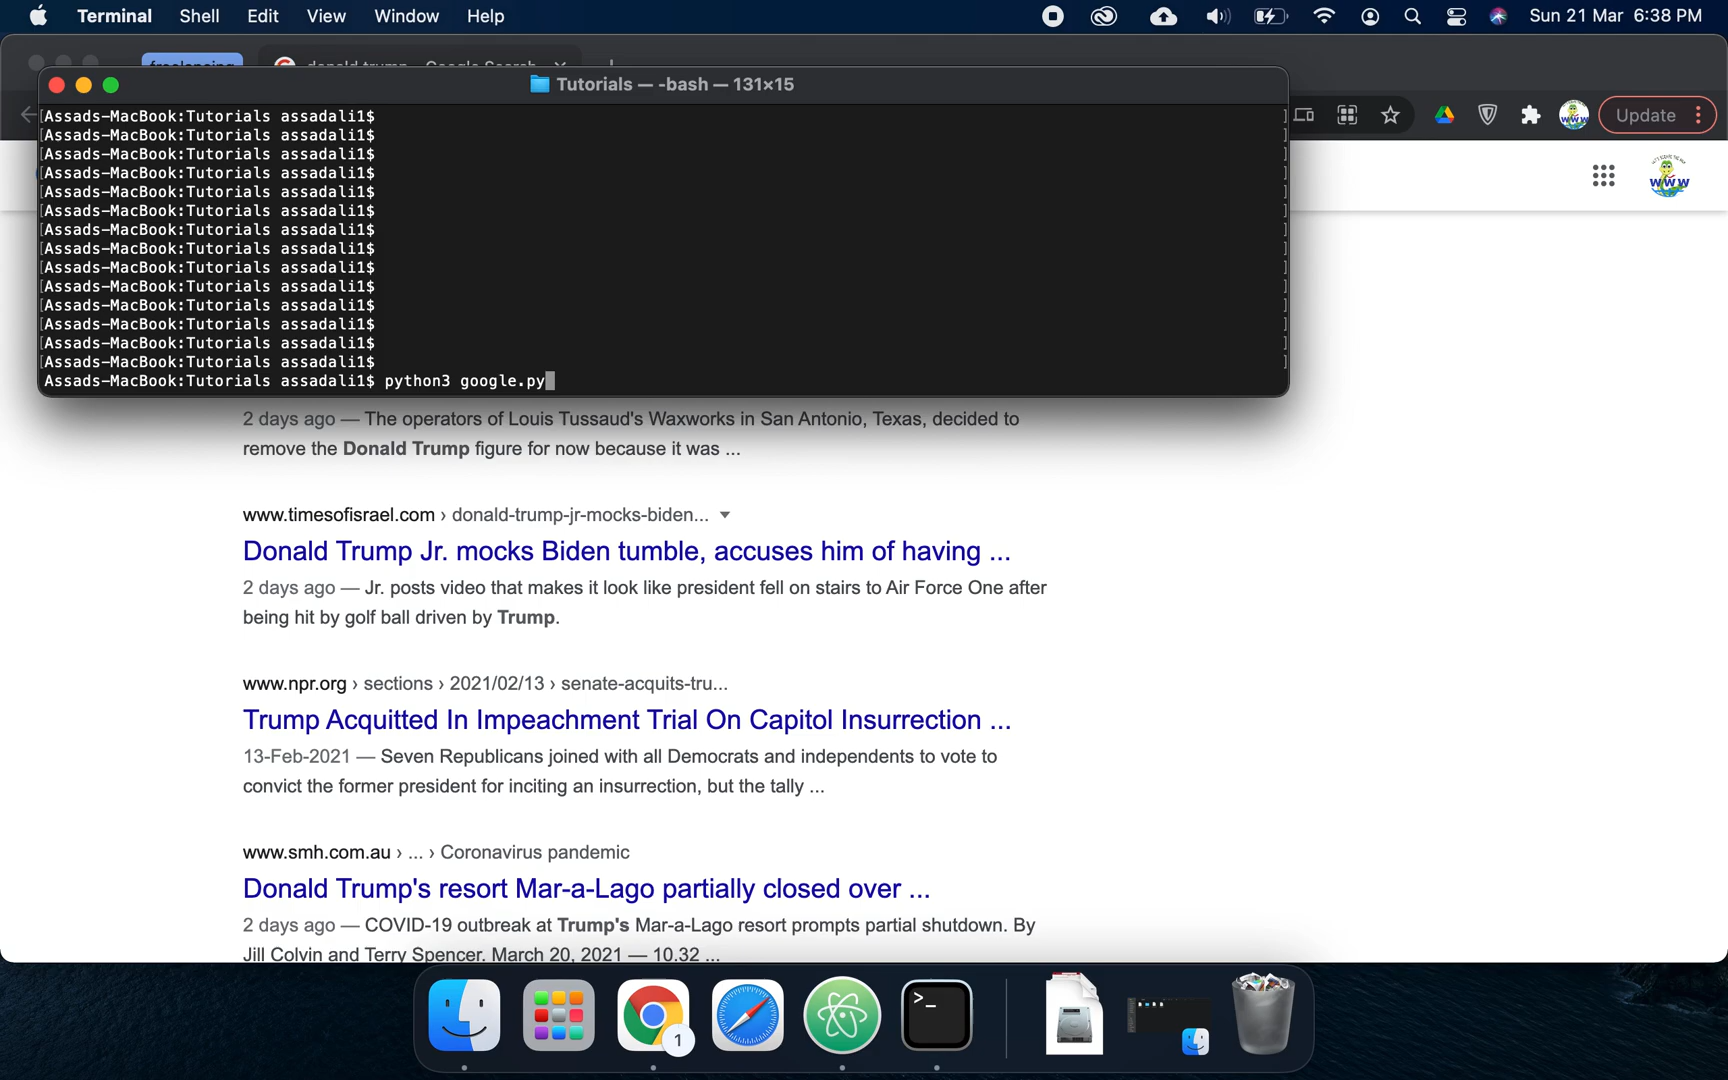 Terminal Shell Edit View Window Help Sun 21 Mar 6:38 PM
donald trump - Google Search
Tutorials — -bash — 131×15
Update
[Assads-MacBook:Tutorials assadali1$ ]
[Assads-MacBook:Tutorials assadali1$ ]
[Assads-MacBook:Tutorials assadali1$ ]
[Assads-MacBook:Tutorials assadali1$ ]
[Assads-MacBook:Tutorials assadali1$ ]
[Assads-MacBook:Tutorials assadali1$ ]
[Assads-MacBook:Tutorials assadali1$ ]
[Assads-MacBook:Tutorials assadali1$ ]
[Assads-MacBook:Tutorials assadali1$ ]
[Assads-MacBook:Tutorials assadali1$ ]
[Assads-MacBook:Tutorials assadali1$ ]
[Assads-MacBook:Tutorials assadali1$ ]
[Assads-MacBook:Tutorials assadali1$ ]
[Assads-MacBook:Tutorials assadali1$ ]
Assads-MacBook:Tutorials assadali1$ python3 google.py
www
2 days ago — The operators of Louis Tussaud's Waxworks in San Antonio, Texas, decided to
remove the Donald Trump figure for now because it was ...
www.timesofisrael.com › donald-trump-jr-mocks-biden...
Donald Trump Jr. mocks Biden tumble, accuses him of having ...
2 days ago — Jr. posts video that makes it look like president fell on stairs to Air Force One after
being hit by golf ball driven by Trump.
www.npr.org › sections › 2021/02/13 › senate-acquits-tru...
Trump Acquitted In Impeachment Trial On Capitol Insurrection ...
13-Feb-2021 — Seven Republicans joined with all Democrats and independents to vote to
convict the former president for inciting an insurrection, but the tally ...
www.smh.com.au › ... › Coronavirus pandemic
Donald Trump's resort Mar-a-Lago partially closed over ...
2 days ago — COVID-19 outbreak at Trump's Mar-a-Lago resort prompts partial shutdown. By
Jill Colvin and Terry Spencer. March 20, 2021 — 10.32 ...
1
>_